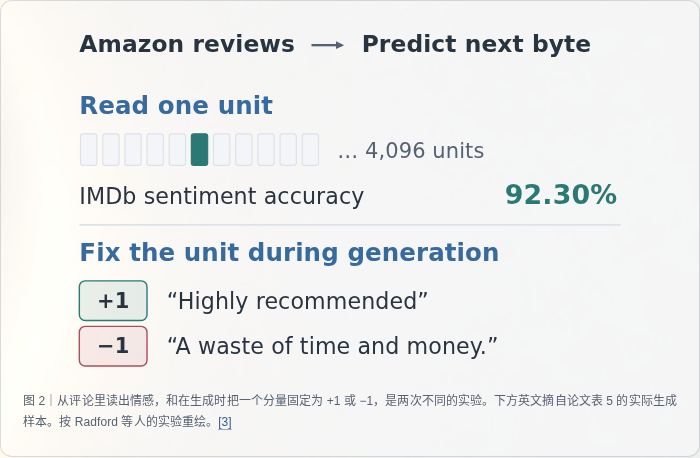 Amazon reviews → Predict next byte
Read one unit
... 4,096 units
IMDb sentiment accuracy 92.30%
Fix the unit during generation
+1 “Highly recommended”
−1 “A waste of time and money.”
图 2｜从评论里读出情感，和在生成时把一个分量固定为 +1 或 −1，是两次不同的实验。下方英文摘自论文表 5 的实际生成
样本。按 Radford 等人的实验重绘。[3]